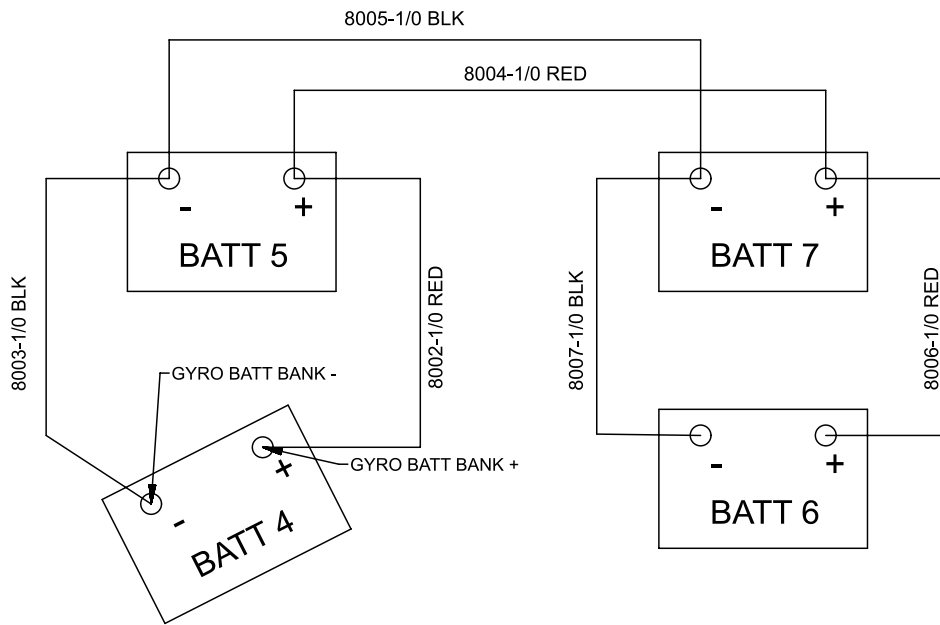 8005-1/0 BLK
8004-1/0 RED
-
+
BATT 5
-
+
BATT 7
8003-1/0 BLK
8002-1/0 RED
8007-1/0 BLK
8006-1/0 RED
GYRO BATT BANK -
GYRO BATT BANK +
-
+
BATT 4
-
+
BATT 6